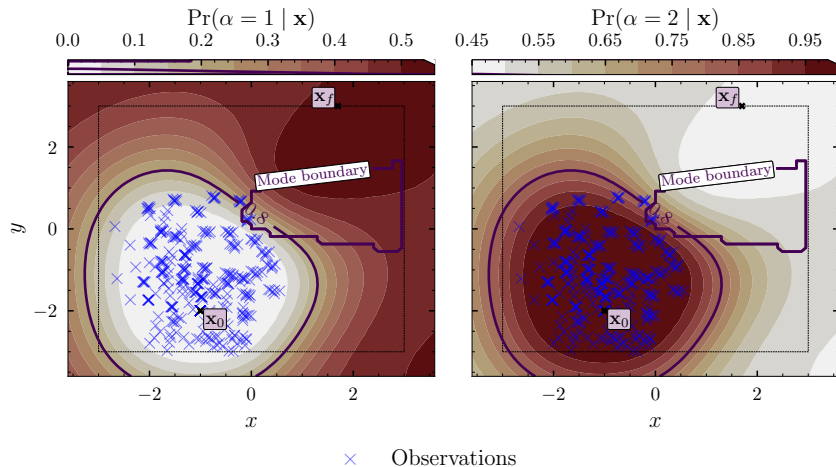 Pr(α = 1 | x)
Pr(α = 2 | x)
0.0 0.1 0.2 0.3 0.4 0.5
0.45 0.55 0.65 0.75 0.85 0.95
x_f
x_f
Mode boundary
Mode boundary
x_0
x_0
y
2
0
−2
−2 0 2
−2 0 2
x
x
× Observations